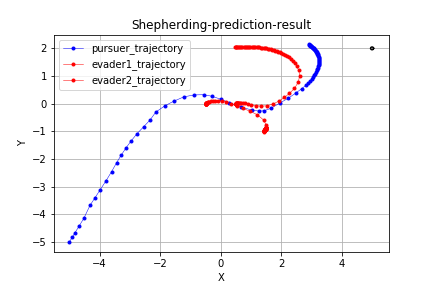 Shepherding-prediction-result
pursuer_trajectory
evader1_trajectory
evader2_trajectory
Y
2
1
0
−1
−2
−3
−4
−5
−4
−2
0
2
4
X